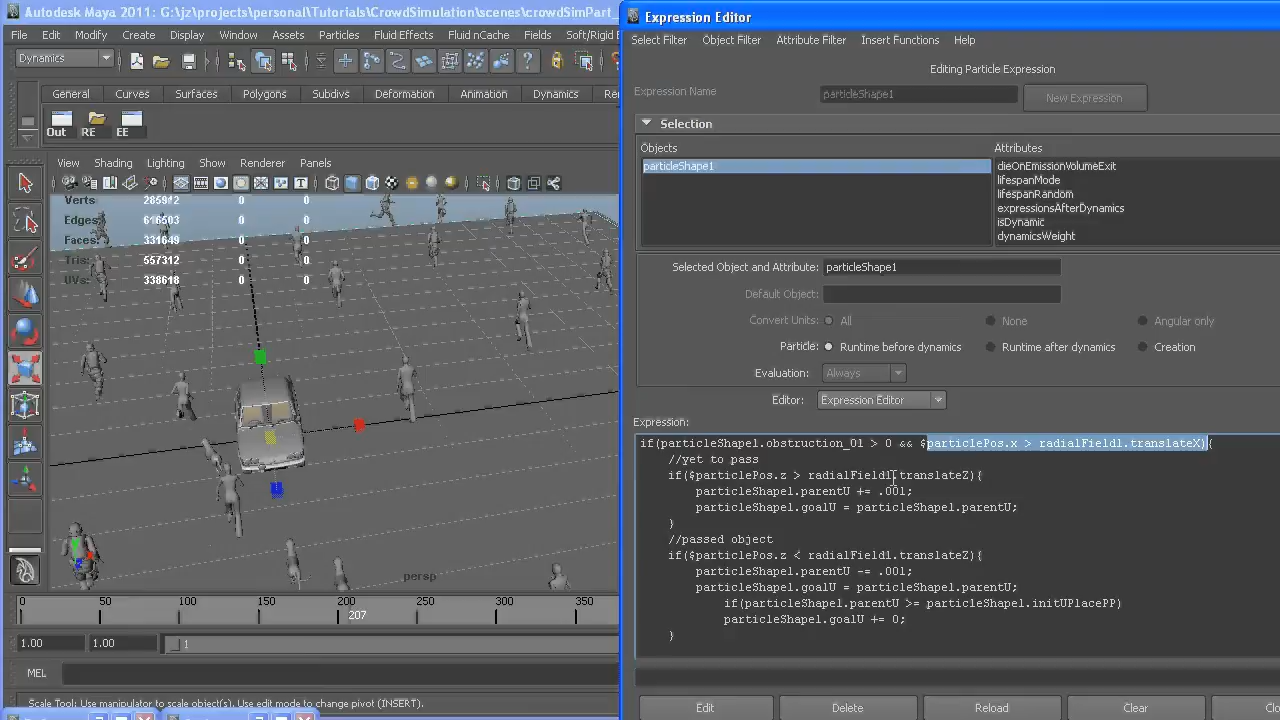 Autodesk Maya 2011: G:\jz\projects\personal\Tutorials\CrowdSimulation\scenes\crowdSimPart_
File Edit Modify Create Display Window Assets Particles Fluid Effects Fluid nCache Fields Soft/Rigid
Dynamics
General Curves Surfaces Polygons Subdivs Deformation Animation Dynamics
Out RE EE
View Shading Lighting Show Renderer Panels
Verts 285912 0 0
Edges: 616503 0 0
Faces: 331649 0 0
Tris: 557312 0 0
UVs: 338618 0 0
persp
0 50 100 150 200 250 300 350
207
1.00 1.00 1
MEL
Scale Tool: Use manipulator to scale object(s). Use edit mode to change pivot (INSERT).
Expression Editor
Select Filter Object Filter Attribute Filter Insert Functions Help
Editing Particle Expression
Expression Name particleShape1 New Expression
Selection
Objects Attributes
particleShape1
dieOnEmissionVolumeExit
lifespanMode
lifespanRandom
expressionsAfterDynamics
isDynamic
dynamicsWeight
Selected Object and Attribute: particleShape1
Default Object:
Convert Units: All None Angular only
Particle: Runtime before dynamics Runtime after dynamics Creation
Evaluation: Always
Editor: Expression Editor
Expression:
if(particleShape1.obstruction_01 > 0 && $particlePos.x > radialField1.translateX){
//yet to pass
if($particlePos.z > radialField1.translateZ){
particleShape1.parentU += .001;
particleShape1.goalU = particleShape1.parentU;
}
//passed object
if($particlePos.z < radialField1.translateZ){
particleShape1.parentU -= .001;
particleShape1.goalU = particleShape1.parentU;
if(particleShape1.parentU >= particleShape1.initUPlacePP)
particleShape1.goalU += 0;
}
Edit Delete Reload Clear